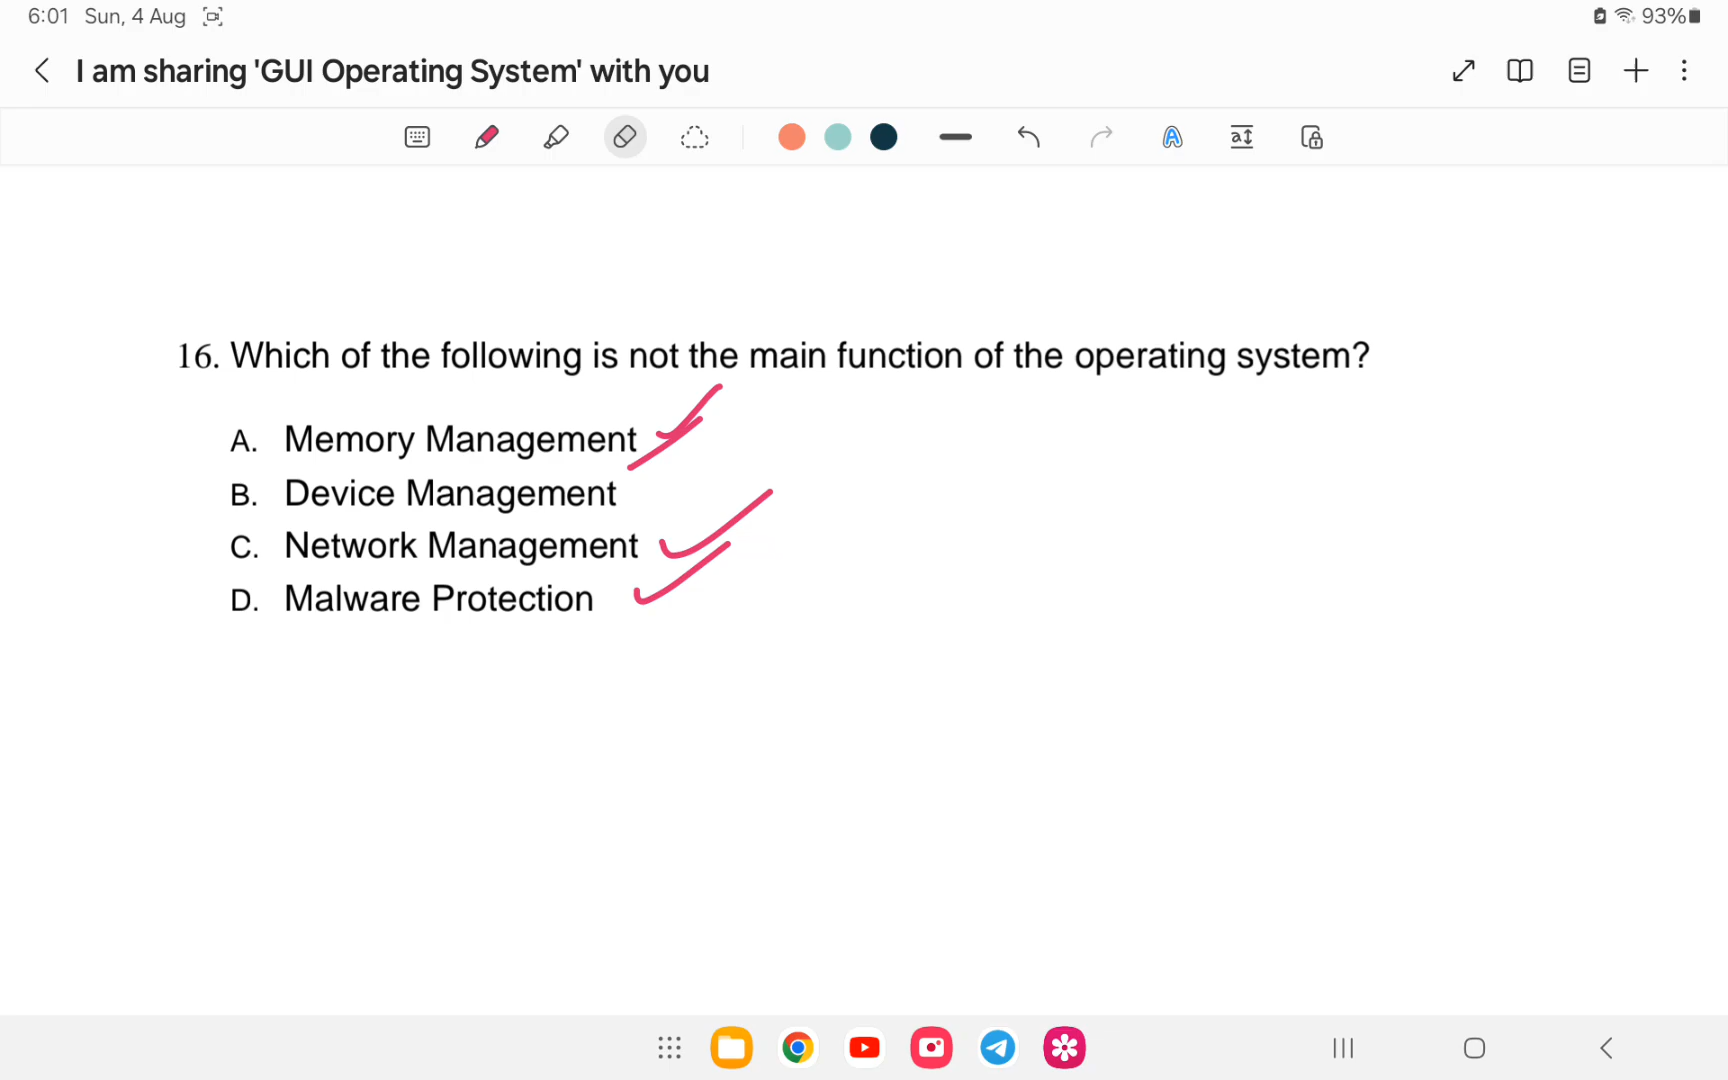 6:01 Sun, 4 Aug 93%
I am sharing 'GUI Operating System' with you
16. Which of the following is not the main function of the operating system?
A. Memory Management
B. Device Management
C. Network Management
D. Malware Protection